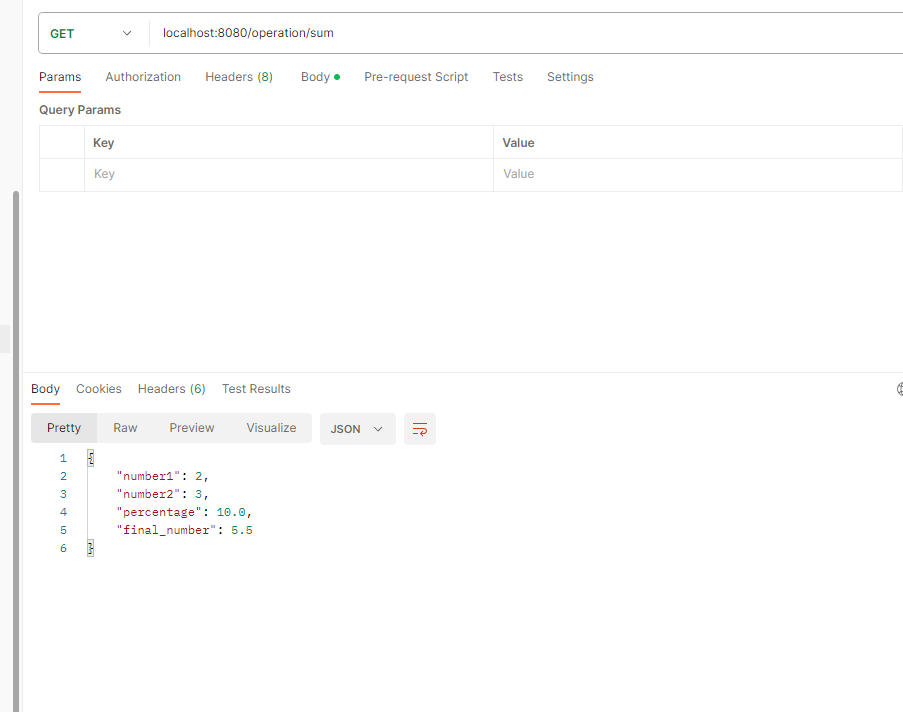 GET localhost:8080/operation/sum
Params Authorization Headers (8) Body Pre-request Script Tests Settings
Query Params
Key Value
Key Value
Body Cookies Headers (6) Test Results
Pretty Raw Preview Visualize JSON
1 {
2 "number1": 2,
3 "number2": 3,
4 "percentage": 10.0,
5 "final_number": 5.5
6 }